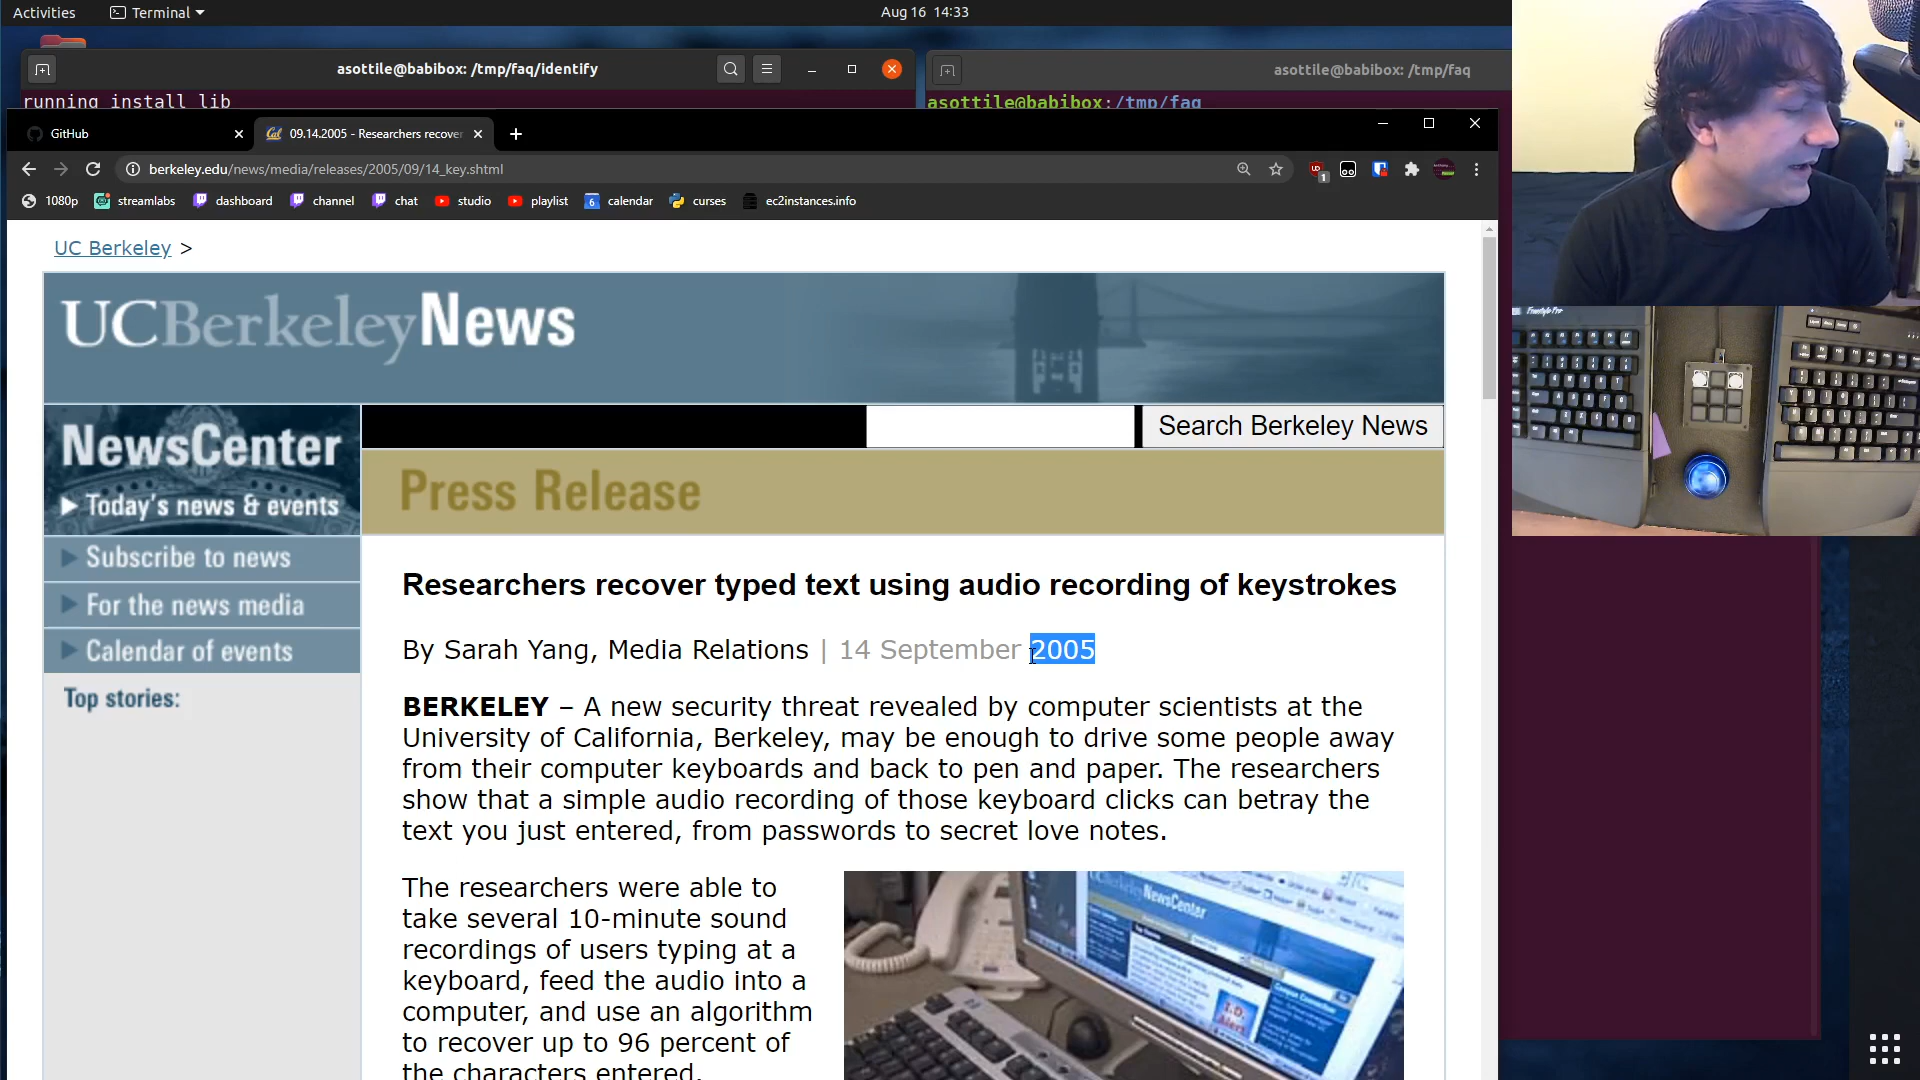 Activities
Terminal
Aug 16 14:33
asottile@babibox: /tmp/faq/identify
asottile@babibox: /tmp/faq
running install lib
asottile@babibox:/tmp/faq
GitHub
09.14.2005 - Researchers recover
berkeley.edu/news/media/releases/2005/09/14_key.shtml
1
1080p
streamlabs
dashboard
channel
chat
studio
playlist
6
calendar
curses
ec2instances.info
UC Berkeley >
UCBerkeleyNews
NewsCenter
Today's news & events
Search Berkeley News
Press Release
Subscribe to news
For the news media
Calendar of events
Top stories:
Researchers recover typed text using audio recording of keystrokes
By Sarah Yang, Media Relations | 14 September 2005
BERKELEY – A new security threat revealed by computer scientists at the
University of California, Berkeley, may be enough to drive some people away
from their computer keyboards and back to pen and paper. The researchers
show that a simple audio recording of those keyboard clicks can betray the
text you just entered, from passwords to secret love notes.
The researchers were able to
take several 10-minute sound
recordings of users typing at a
keyboard, feed the audio into a
computer, and use an algorithm
to recover up to 96 percent of
the characters entered.
NewsCenter
Freestyle Pro